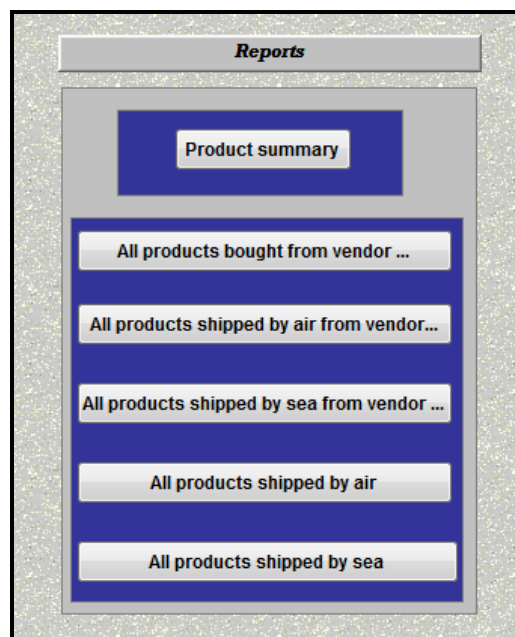 Reports
Product summary
All products bought from vendor ...
All products shipped by air from vendor...
All products shipped by sea from vendor ...
All products shipped by air
All products shipped by sea